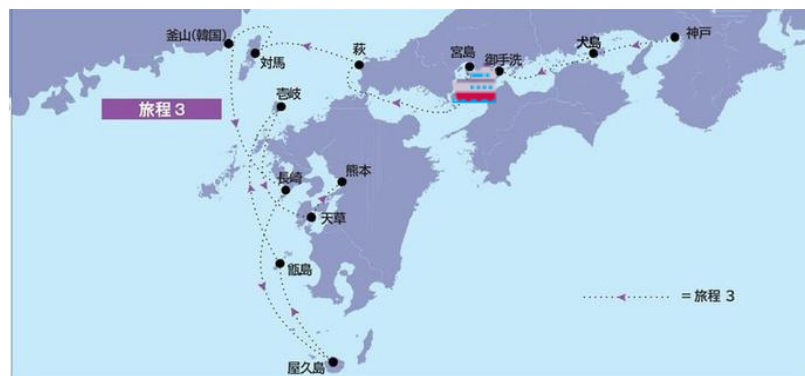 釜山(韓国)
対馬
萩
宮島
御手洗
犬島
神戸
旅程 3
壱岐
長崎
熊本
天草
甑島
屋久島
= 旅程 3